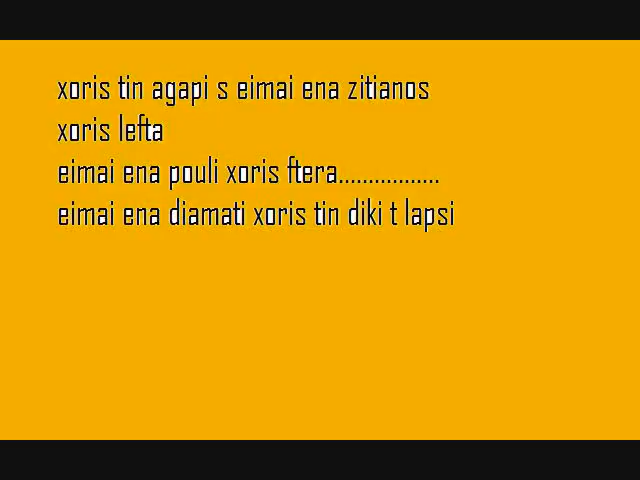 xoris tin agapi s eimai ena zitianos
xoris lefta
eimai ena pouli xoris ftera.................
eimai ena diamati xoris tin diki t lapsi